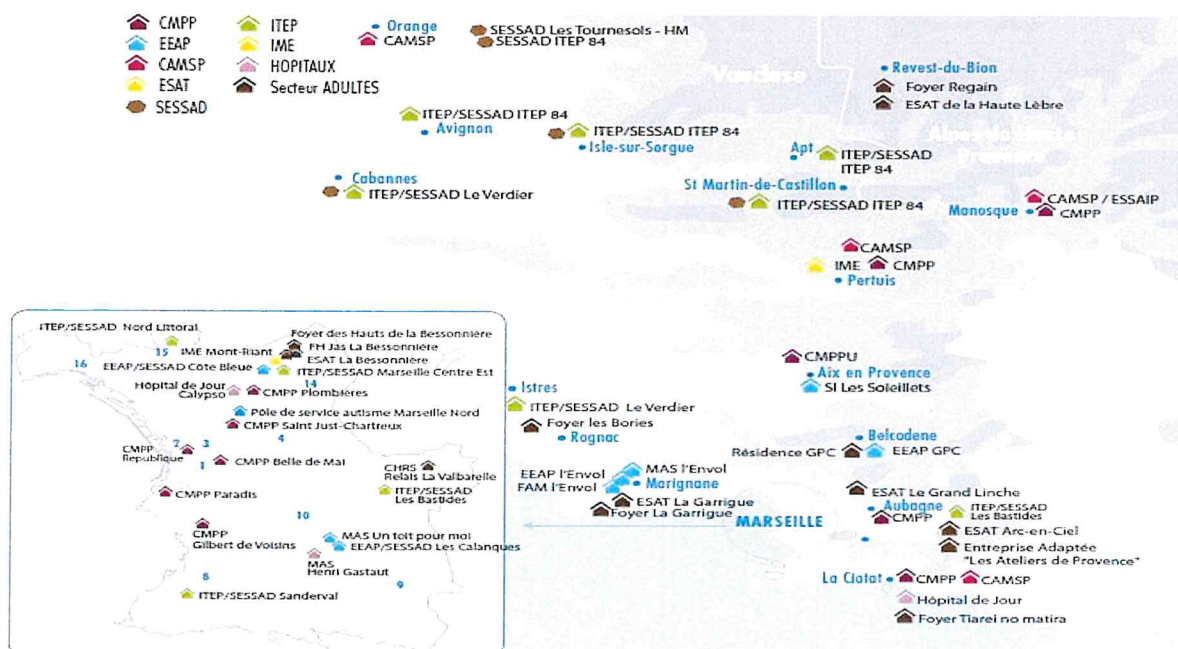 CMPP
EEAP
CAMSP
ESAT
SESSAD
ITEP
IME
HOPITAUX
Secteur ADULTES
Orange
CAMSP
SESSAD Les Tournesols - HM
SESSAD ITEP 84
Vaucluse
Revest-du-Bion
Foyer Regain
ESAT de la Haute Lèbre
ITEP/SESSAD ITEP 84
Avignon
ITEP/SESSAD ITEP 84
Isle-sur-Sorgue
Apt
ITEP/SESSAD
ITEP 84
Cabannes
ITEP/SESSAD Le Verdier
St Martin-de-Castillon
ITEP/SESSAD ITEP 84
CAMSP / ESSAIP
Manosque
CMPP
CAMSP
IME
CMPP
Pertuis
ITEP/SESSAD Nord Littoral
15
16
Foyer des Hauts de la Bessonnière
FH Jas La Bessonnière
IME Mont-Riant
ESAT La Bessonnière
EEAP/SESSAD Côte Bleue
ITEP/SESSAD Marseille Centre Est
14
Hôpital de Jour
Calypso
CMPP Plombières
Pôle de service autisme Marseille Nord
CMPP Saint Just-Chartreux
2
3
4
CMPP
Republique
1
CMPP Belle de Mai
CHRS
Relais La Valbarelle
CMPP Paradis
ITEP/SESSAD
Les Bastides
10
CMPP
Gilbert de Voisins
MAS Un toit pour moi
EEAP/SESSAD Les Calanques
MAS
Henri Gastaut
8
9
ITEP/SESSAD Sanderval
CMPPU
Aix en Provence
SI Les Soleillets
Istres
ITEP/SESSAD Le Verdier
Foyer les Bories
Rognac
Belcodene
Résidence GPC
EEAP GPC
MAS l'Envol
EEAP l'Envol
Marignane
FAM l'Envol
ESAT La Garrigue
Foyer La Garrigue
MARSEILLE
ESAT Le Grand Linche
Aubagne
CMPP
ITEP/SESSAD
Les Bastides
ESAT Arc-en-Ciel
Entreprise Adaptée
"Les Ateliers de Provence"
La Ciotat
CMPP
CAMSP
Hôpital de Jour
Foyer Tiarei no matira